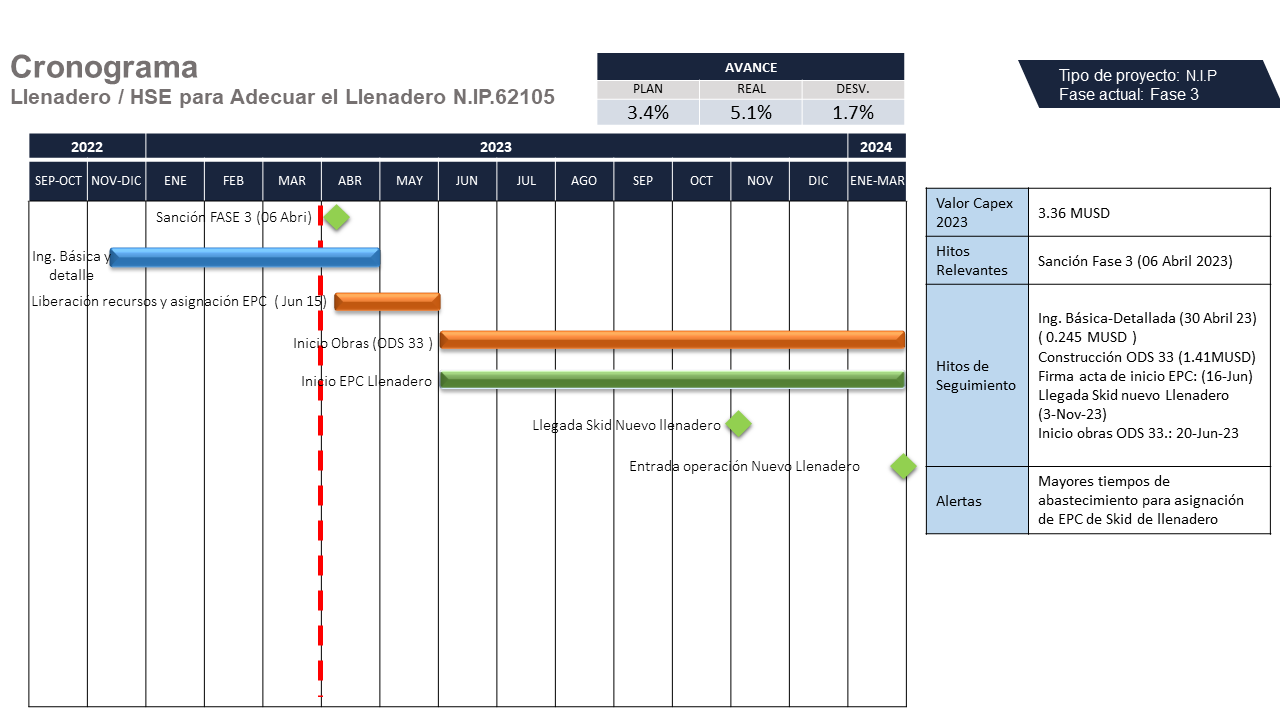 Cronograma
Llenadero / HSE para Adecuar el Llenadero N.IP.62105
AVANCE
PLAN REAL DESV.
3.4% 5.1% 1.7%
Tipo de proyecto: N.I.P
Fase actual: Fase 3
2022 2023 2024
SEP-OCT NOV-DIC ENE FEB MAR ABR MAY JUN JUL AGO SEP OCT NOV DIC ENE-MAR
Sanción FASE 3 (06 Abri)
Ing. Básica y
detalle
Liberación recursos y asignación EPC ( Jun 15)
Inicio Obras (ODS 33 )
Inicio EPC Llenadero
Llegada Skid Nuevo llenadero
Entrada operación Nuevo Llenadero
Valor Capex
2023
3.36 MUSD
Hitos
Relevantes
Sanción Fase 3 (06 Abril 2023)
Hitos de
Seguimiento
Ing. Básica-Detallada (30 Abril 23)
( 0.245 MUSD )
Construcción ODS 33 (1.41MUSD)
Firma acta de inicio EPC: (16-Jun)
Llegada Skid nuevo Llenadero
(3-Nov-23)
Inicio obras ODS 33.: 20-Jun-23
Alertas
Mayores tiempos de
abastecimiento para asignación
de EPC de Skid de llenadero